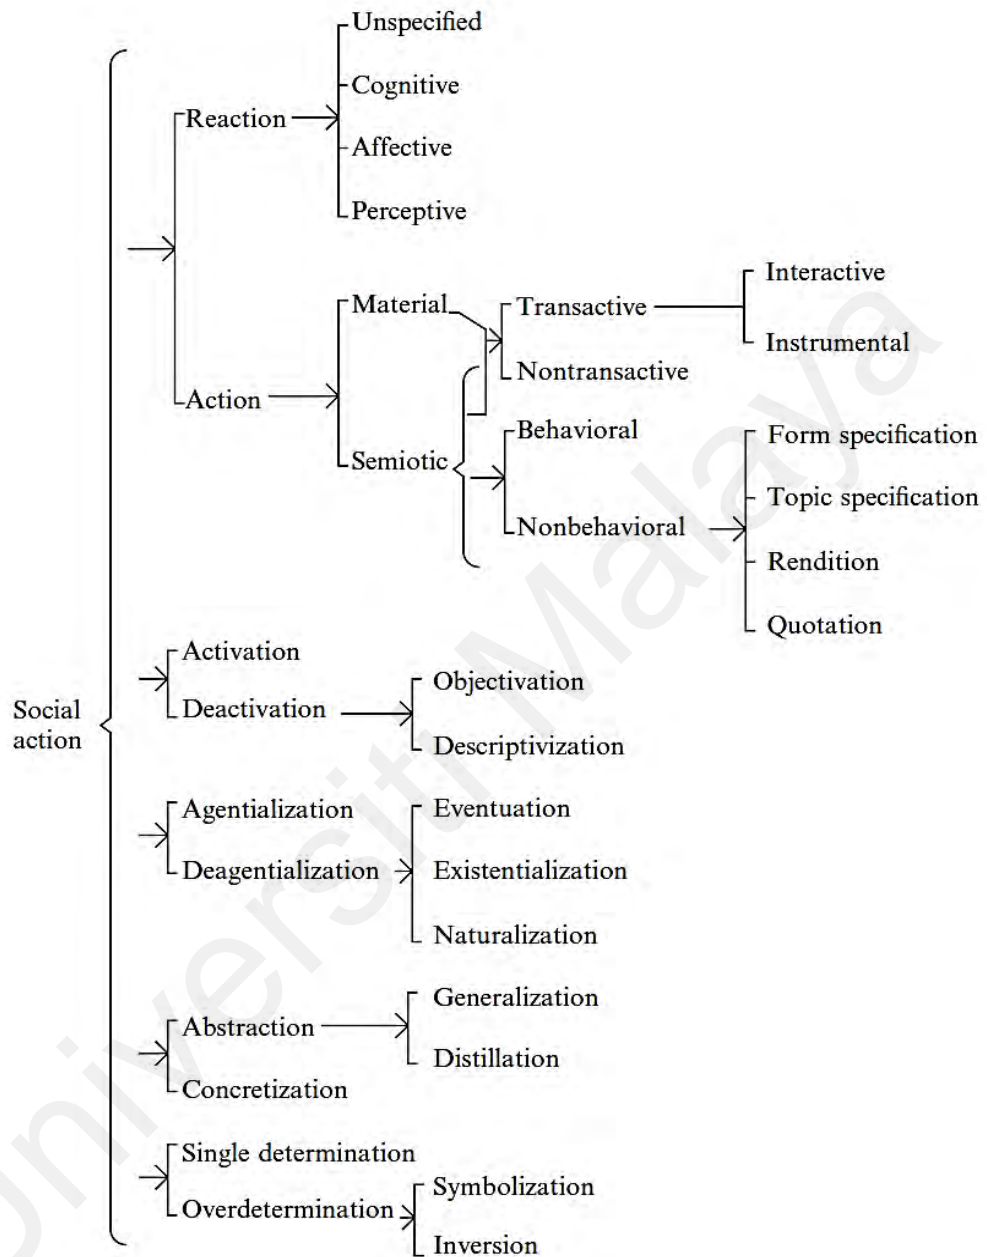 Unspecified
Cognitive
Reaction
Affective
Perceptive
Material
Transactive
Interactive
Instrumental
Nontransactive
Action
Semiotic
Behavioral
Nonbehavioral
Form specification
Topic specification
Rendition
Quotation
Social
action
Activation
Deactivation
Objectivation
Descriptivization
Agentialization
Deagentialization
Eventuation
Existentialization
Naturalization
Abstraction
Generalization
Distillation
Concretization
Single determination
Overdetermination
Symbolization
Inversion
Universiti Malaya